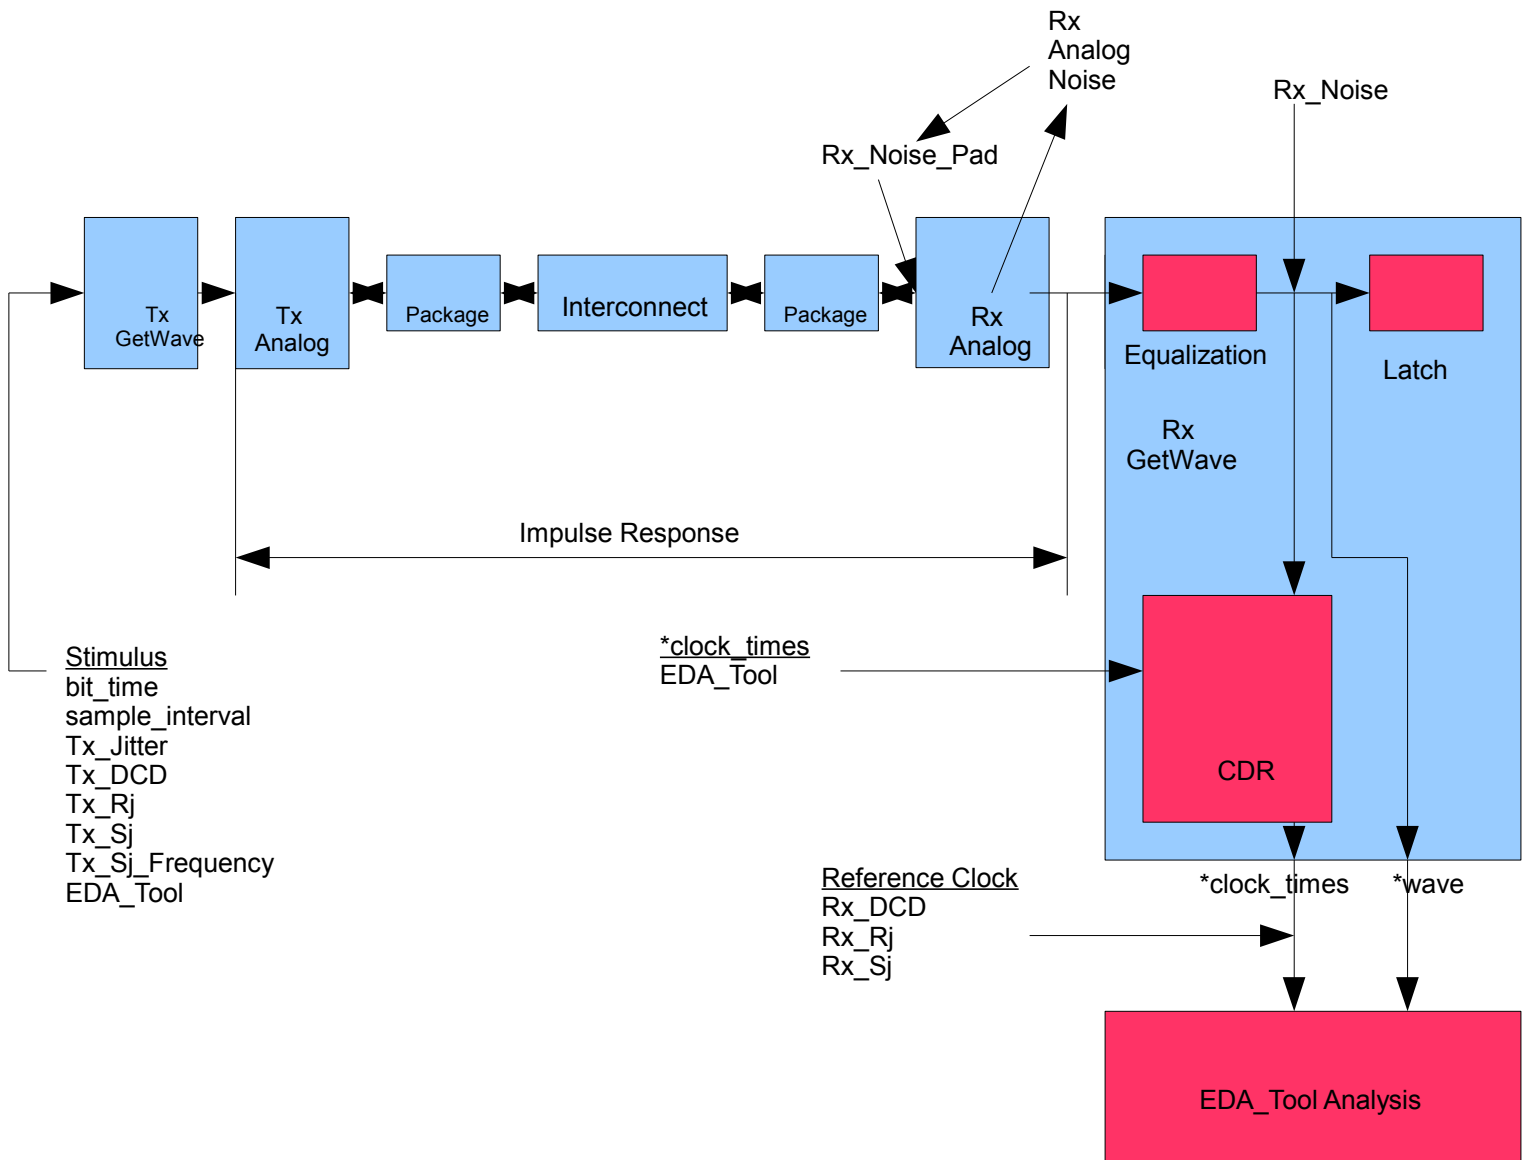 Rx
Analog
Noise
Rx_Noise
Rx_Noise_Pad
Tx
GetWave
Tx
Analog
Package
Interconnect
Package
Rx
Analog
Equalization
Latch
Rx
GetWave
Impulse Response
Stimulus
bit_time
sample_interval
Tx_Jitter
Tx_DCD
Tx_Rj
Tx_Sj
Tx_Sj_Frequency
EDA_Tool
*clock_times
EDA_Tool
CDR
Reference Clock
Rx_DCD
Rx_Rj
Rx_Sj
*clock_times
*wave
EDA_Tool Analysis